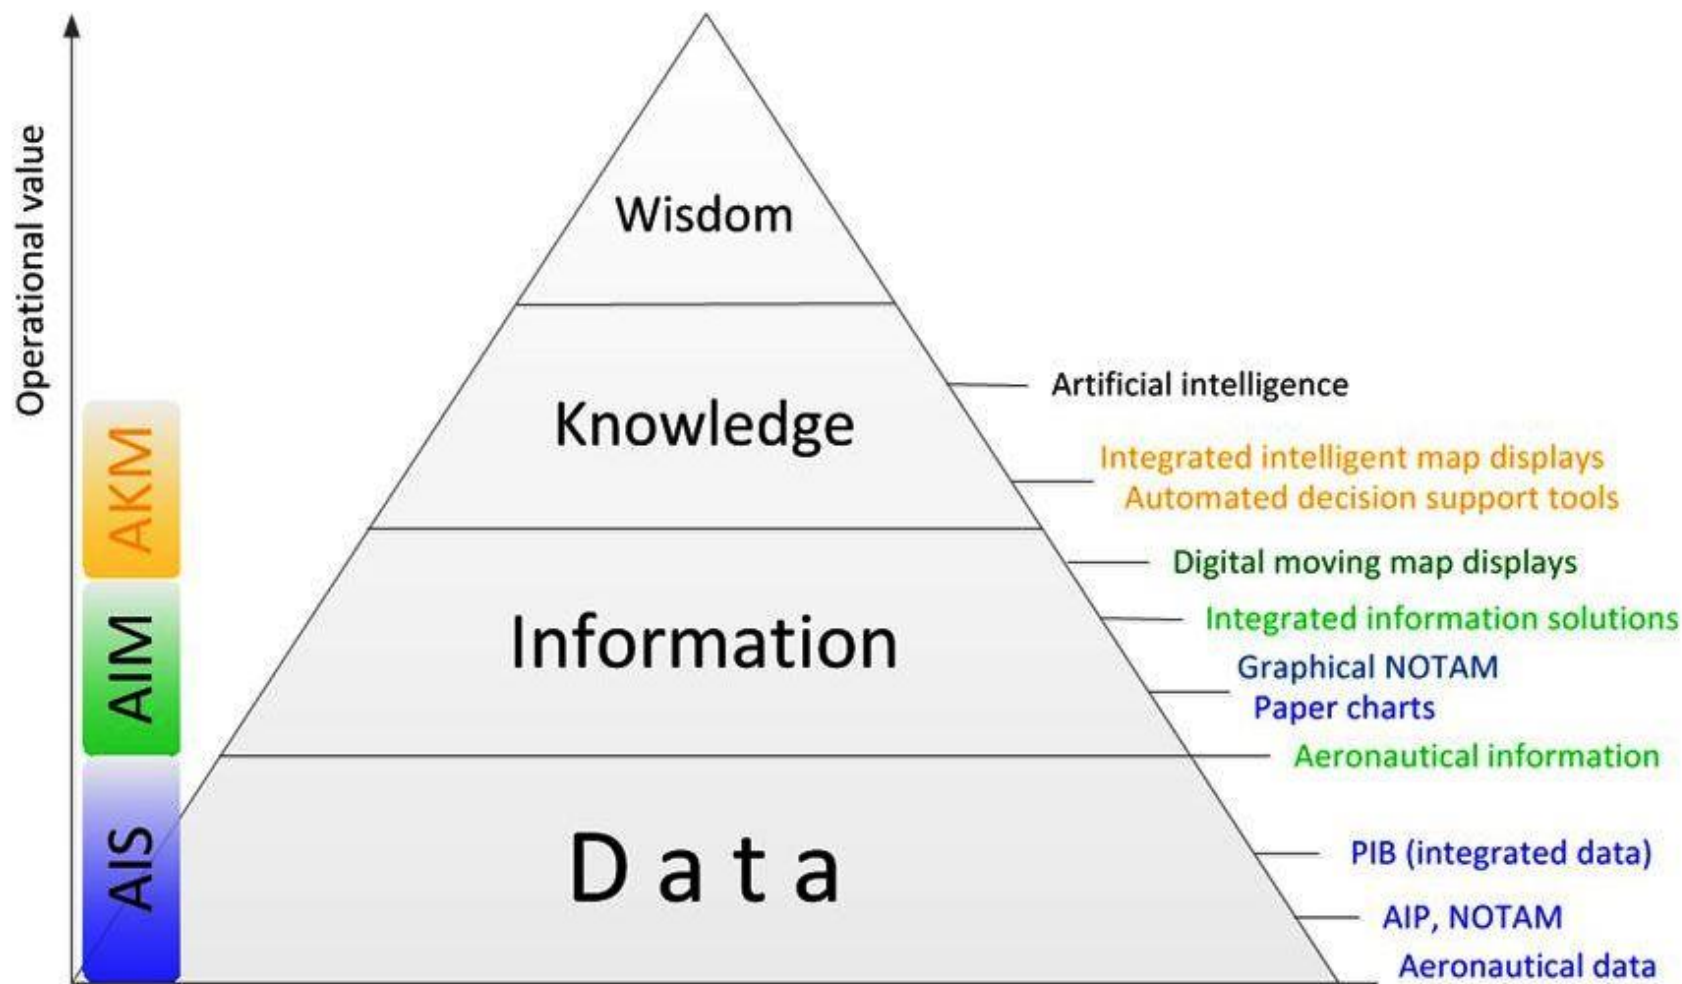 Operational value
Wisdom
Knowledge
Information
Data
AKM
AIM
AIS
Artificial intelligence
Integrated intelligent map displays
Automated decision support tools
Digital moving map displays
Integrated information solutions
Graphical NOTAM
Paper charts
Aeronautical information
PIB (integrated data)
AIP, NOTAM
Aeronautical data